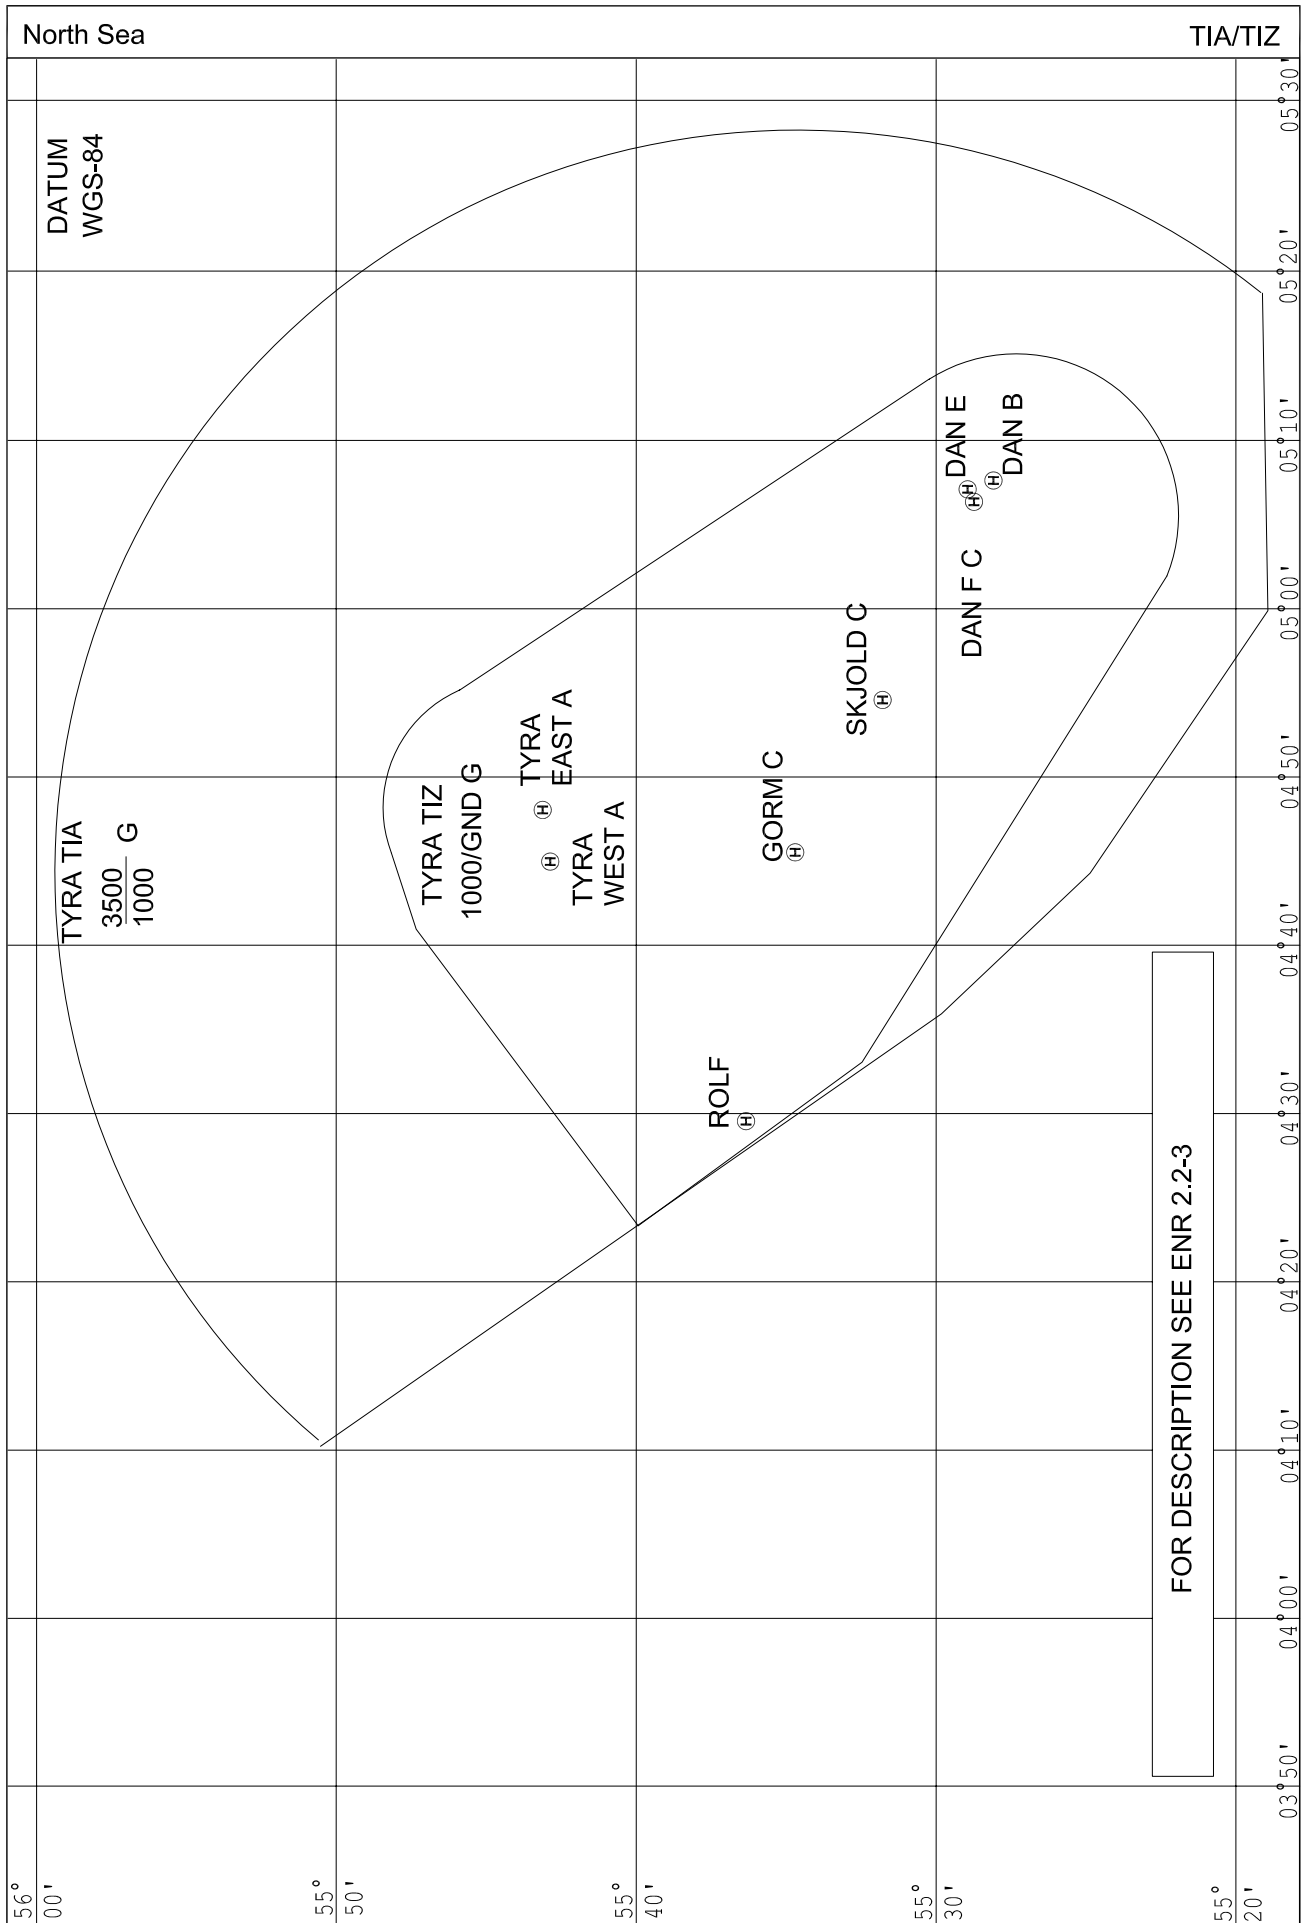 North Sea
TIA/TIZ
DATUM
WGS-84
TYRA TIA
3500
1000
G
TYRA TIZ
1000/GND G
TYRA
EAST A
TYRA
WEST A
GORM C
SKJOLD C
DAN E
DAN B
DAN F C
ROLF
H
H
H
H
H
H
H
H
FOR DESCRIPTION SEE ENR 2.2-3
56°
00'
55°
50'
55°
40'
55°
30'
55°
20'
03°50'
04°00'
04°10'
04°20'
04°30'
04°40'
04°50'
05°00'
05°10'
05°20'
05°30'